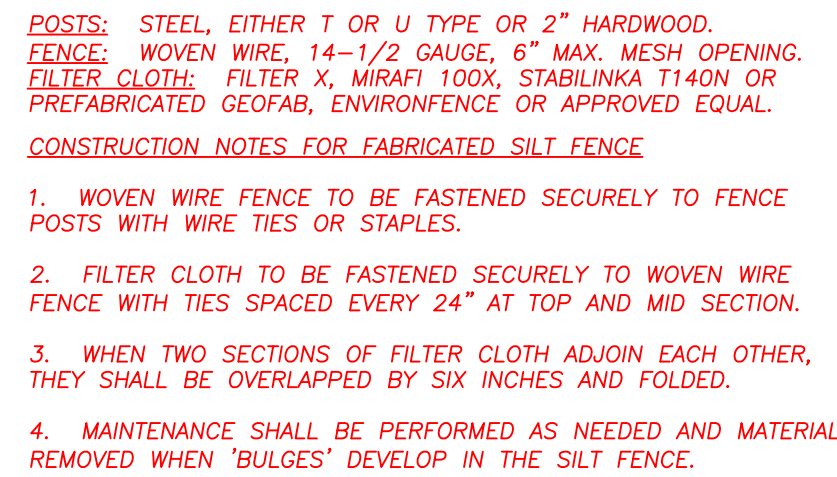 POSTS: STEEL, EITHER T OR U TYPE OR 2" HARDWOOD.
FENCE: WOVEN WIRE, 14-1/2 GAUGE, 6" MAX. MESH OPENING.
FILTER CLOTH: FILTER X, MIRAFI 100X, STABILINKA T140N OR
PREFABRICATED GEOFAB, ENVIRONFENCE OR APPROVED EQUAL.
CONSTRUCTION NOTES FOR FABRICATED SILT FENCE
1. WOVEN WIRE FENCE TO BE FASTENED SECURELY TO FENCE
POSTS WITH WIRE TIES OR STAPLES.
2. FILTER CLOTH TO BE FASTENED SECURELY TO WOVEN WIRE
FENCE WITH TIES SPACED EVERY 24" AT TOP AND MID SECTION.
3. WHEN TWO SECTIONS OF FILTER CLOTH ADJOIN EACH OTHER,
THEY SHALL BE OVERLAPPED BY SIX INCHES AND FOLDED.
4. MAINTENANCE SHALL BE PERFORMED AS NEEDED AND MATERIAL
REMOVED WHEN 'BULGES' DEVELOP IN THE SILT FENCE.